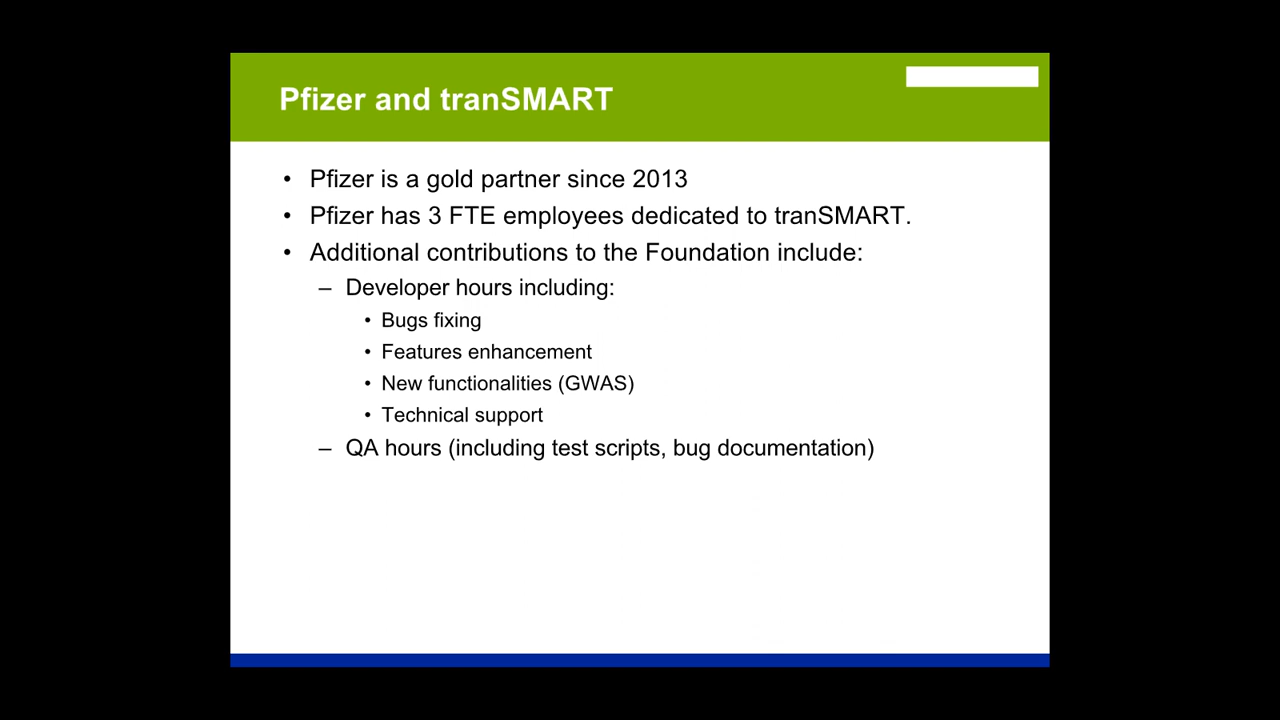 Pfizer and tranSMART
• Pfizer is a gold partner since 2013
• Pfizer has 3 FTE employees dedicated to tranSMART.
• Additional contributions to the Foundation include:
– Developer hours including:
• Bugs fixing
• Features enhancement
• New functionalities (GWAS)
• Technical support
– QA hours (including test scripts, bug documentation)